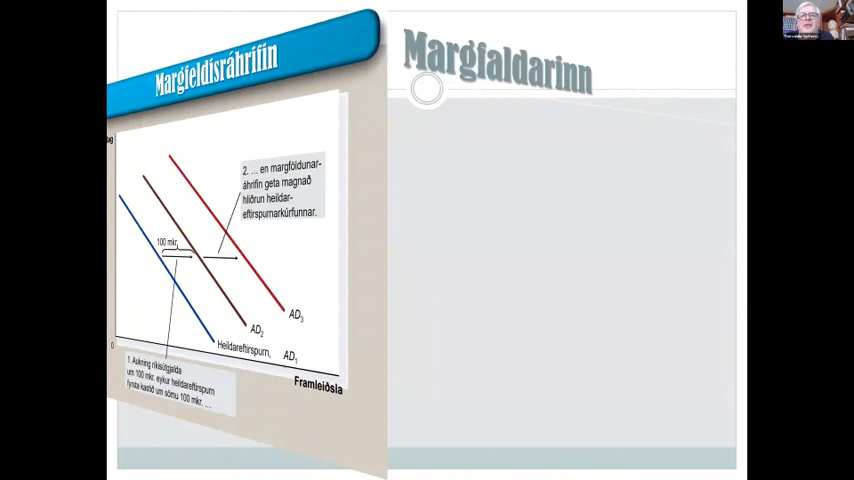 Margfeldisráhrifin
Margfaldarinn
2. … en margföldunar-
áhrifin geta magnað
hliðrun heildar-
eftirspurnarkúrfunnar.
100 mkr.
AD3
AD2
Heildareftirspurn, AD1
0
1. Aukning ríkisútgjalda
um 100 mkr. eykur heildareftirspurn
fyrsta kastið um sömu 100 mkr. …
Framleiðsla